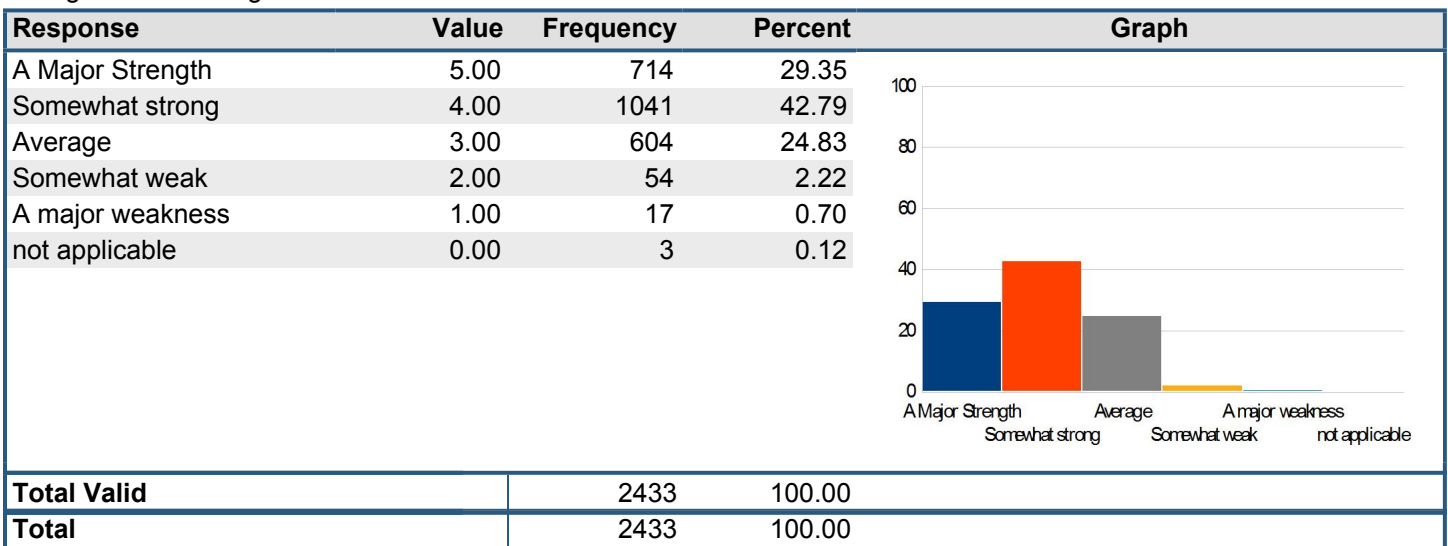 Response Value Frequency Percent Graph
A Major Strength 5.00 714 29.35
Somewhat strong 4.00 1041 42.79
Average 3.00 604 24.83
Somewhat weak 2.00 54 2.22
A major weakness 1.00 17 0.70
not applicable 0.00 3 0.12
100
80
60
40
20
0
A Major Strength Average A major weakness
Somewhat strong Somewhat weak not applicable
Total Valid 2433 100.00
Total 2433 100.00